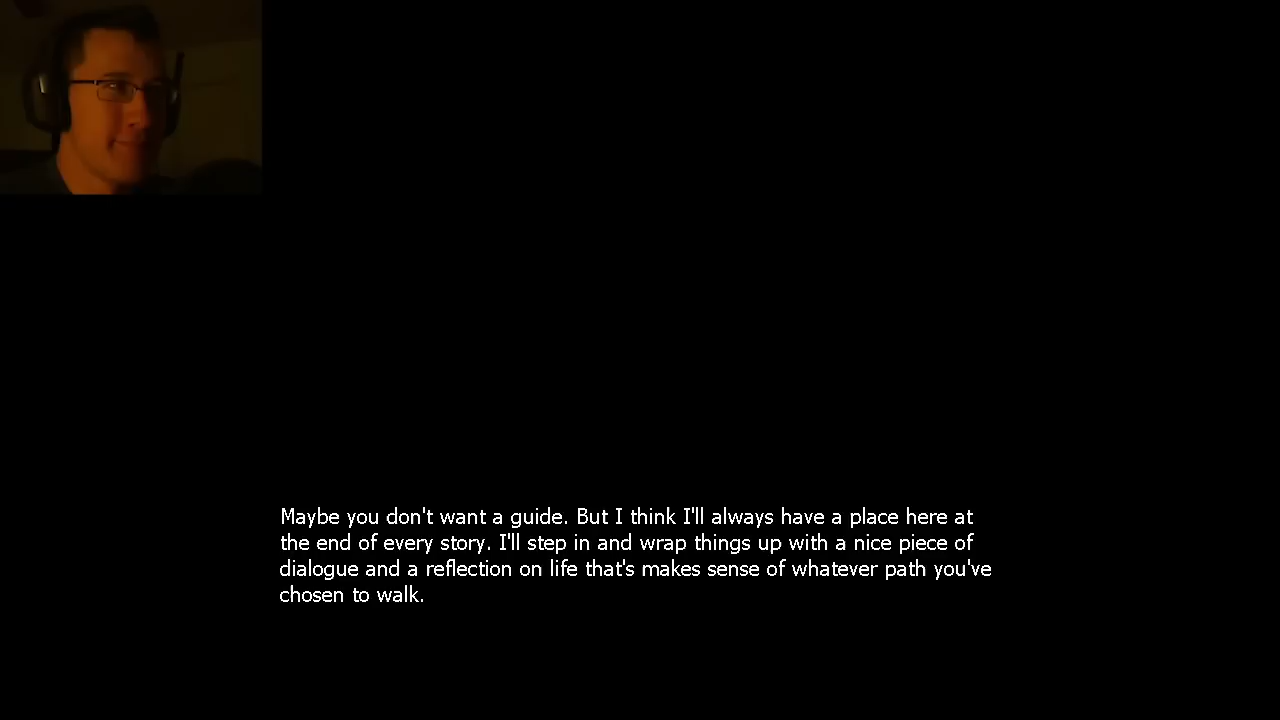 Maybe you don't want a guide. But I think I'll always have a place here at
the end of every story. I'll step in and wrap things up with a nice piece of
dialogue and a reflection on life that's makes sense of whatever path you've
chosen to walk.